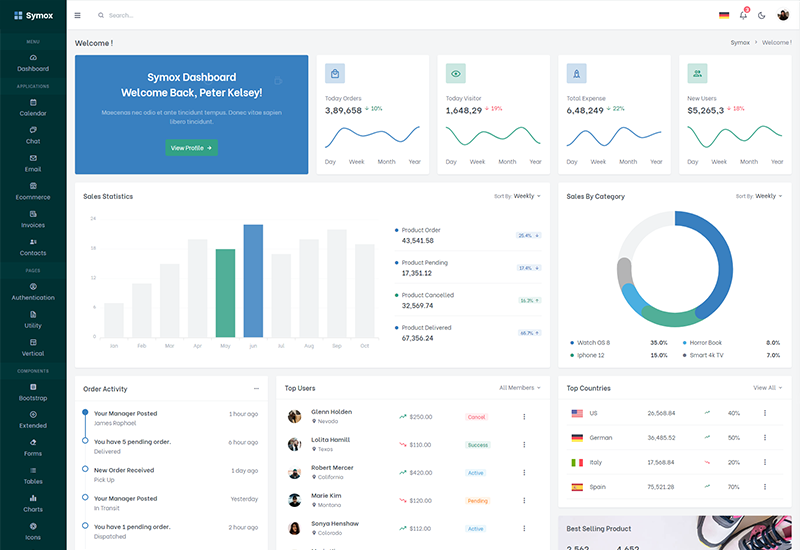 Symox
Search...
3
MENU
Dashboard
APPLICATIONS
Calendar
Chat
Email
Ecommerce
Invoices
Contacts
PAGES
Authentication
Utility
Vertical
COMPONENTS
Bootstrap
Extended
Forms
Tables
Charts
Icons
Welcome !
Symox > Welcome !
Symox Dashboard
Welcome Back, Peter Kelsey!
Maecenas nec odio et ante tincidunt tempus. Donec vitae sapien
libero tincidunt.
View Profile →
Today Orders
3,89,658 ↓ 10%
Day Week Month Year
Today Visitor
1,648,29 ↓ 19%
Day Week Month Year
Total Expense
6,48,249 ↓ 22%
Day Week Month Year
New Users
$5,265,3 ↓ 18%
Day Week Month Year
Sales Statistics
Sort By: Weekly
24
18
12
6
0
Jan Feb Mar Apr May Jun Jul Aug Sep Oct
Product Order
43,541.58
25.4%
Product Pending
17,351.12
17.4%
Product Cancelled
32,569.74
16.3%
Product Delivered
67,356.24
65.7%
Sales By Category
Sort By: Weekly
Watch OS 8 35.0%
Horror Book 8.0%
Iphone 12 15.0%
Smart 4k TV 7.0%
Order Activity
Your Manager Posted 1 hour ago
James Raphael
You have 5 pending order. 6 hour ago
Delivered
New Order Received 1 day ago
Pick Up
Your Manager Posted Yesterday
In Transit
You have 1 pending order. 2 hour ago
Dispatched
Top Users
All Members
Glenn Holden
Nevada
$250.00 Cancel
Lolita Hamill
Texas
$110.00 Success
Robert Mercer
California
$420.00 Active
Marie Kim
Montana
$120.00 Pending
Sonya Henshaw
Colorado
$112.00 Active
Top Countries
View All
US 26,568.84 40%
German 36,485.52 50%
Italy 17,568.84 20%
Spain 75,521.28 70%
Best Selling Product
2,562 4,652